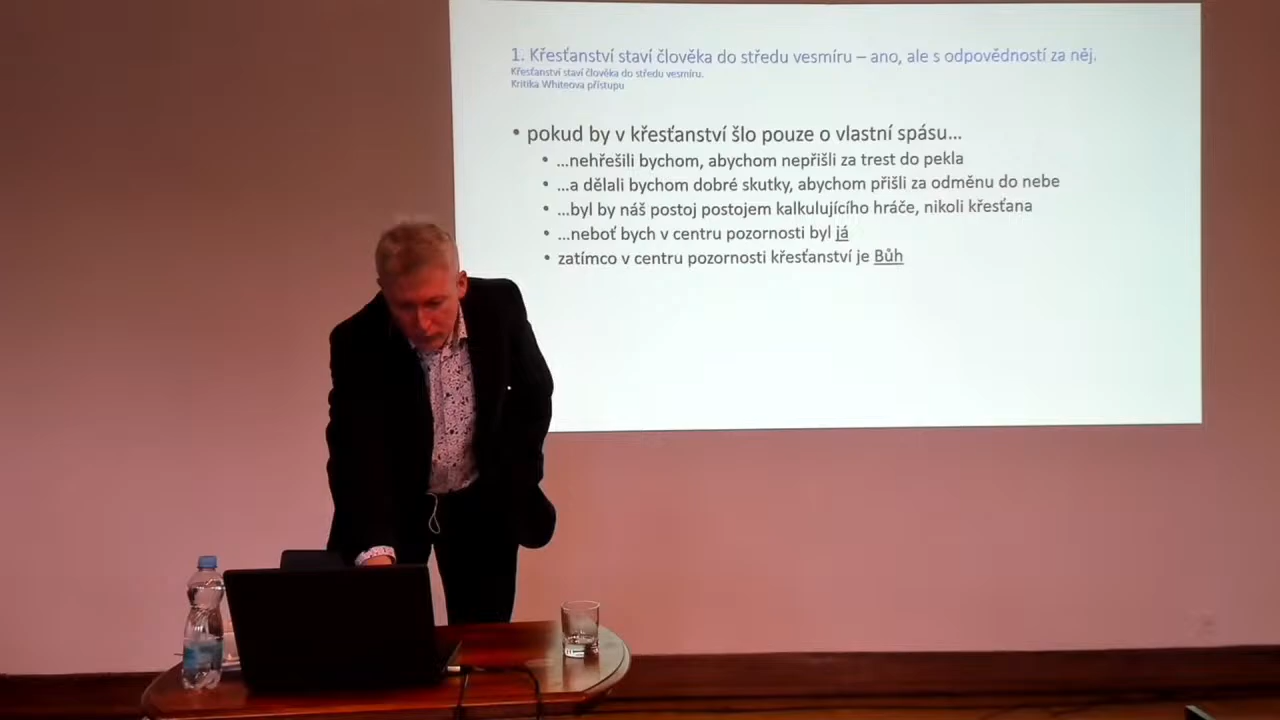 1. Křesťanství staví člověka do středu vesmíru – ano, ale s odpovědností za něj.
Křesťanství staví člověka do středu vesmíru.
Kritika Whiteova přístupu
• pokud by v křesťanství šlo pouze o vlastní spásu...
• ...nehřešili bychom, abychom nepřišli za trest do pekla
• ...a dělali bychom dobré skutky, abychom přišli za odměnu do nebe
• ...byl by náš postoj postojem kalkulujícího hráče, nikoli křesťana
• ...neboť bych v centru pozornosti byl já
• zatímco v centru pozornosti křesťanství je Bůh